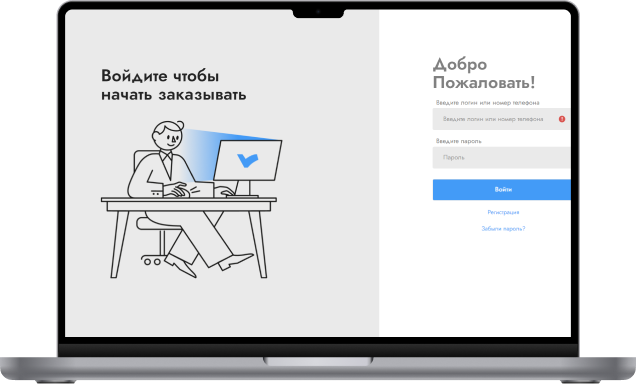 Войдите чтобы
начать заказывать
Добро
Пожаловать!
Введите логин или номер телефона
Введите логин или номер телефона
Введите пароль
Пароль
Войти
Регистрация
Забыли пароль?